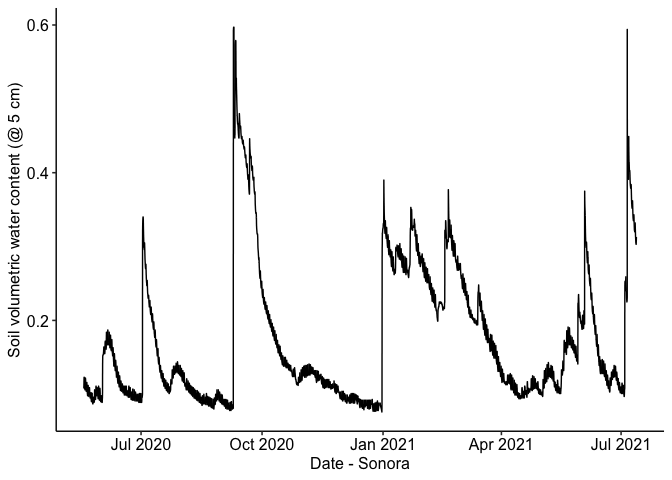 Soil volumetric water content (@ 5 cm)
0.6
0.4
0.2
Jul 2020 Oct 2020 Jan 2021 Apr 2021 Jul 2021
Date - Sonora